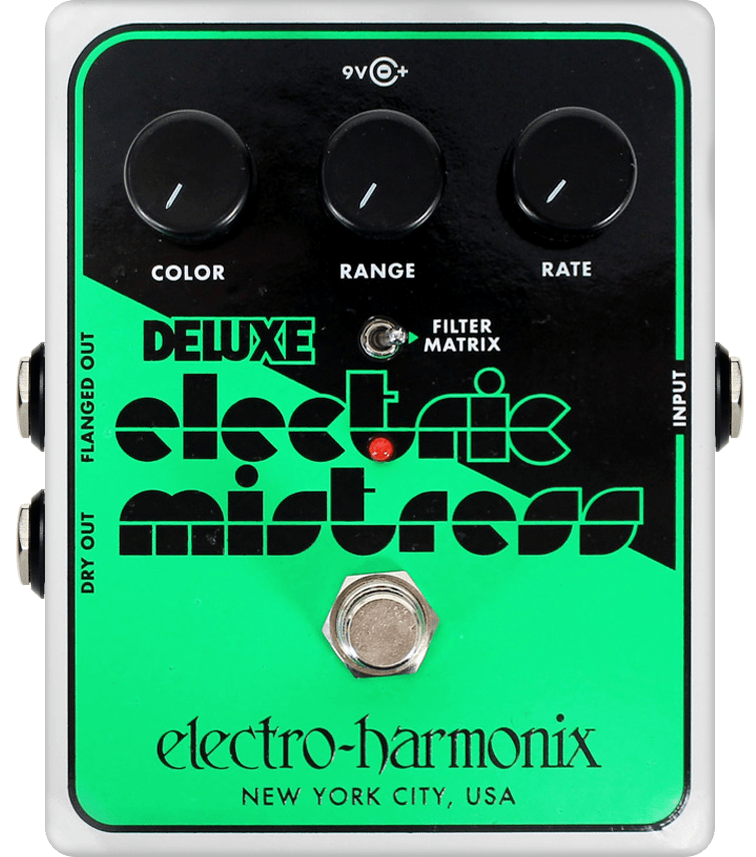 9V +
COLOR
RANGE
RATE
DELUXE
FILTER
MATRIX
electric
mistress
FLANGED OUT
DRY OUT
INPUT
electro-harmonix
NEW YORK CITY, USA